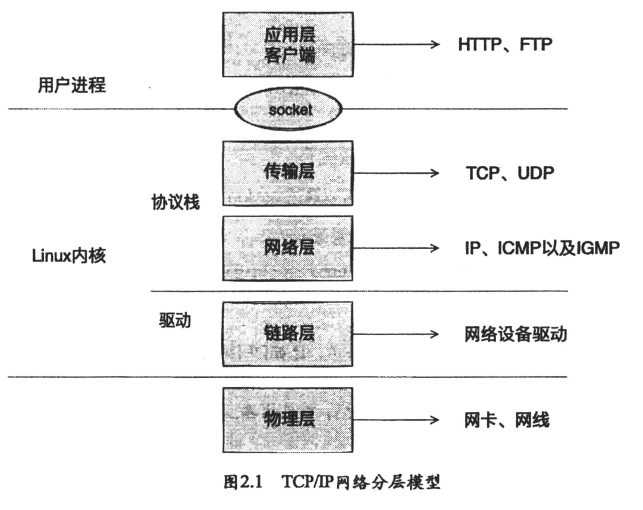 应用层
客户端
HTTP、FTP
用户进程
socket
传输层
TCP、UDP
协议栈
网络层
IP、ICMP以及IGMP
Linux内核
驱动
链路层
网络设备驱动
物理层
网卡、网线
图2.1 TCP/IP网络分层模型